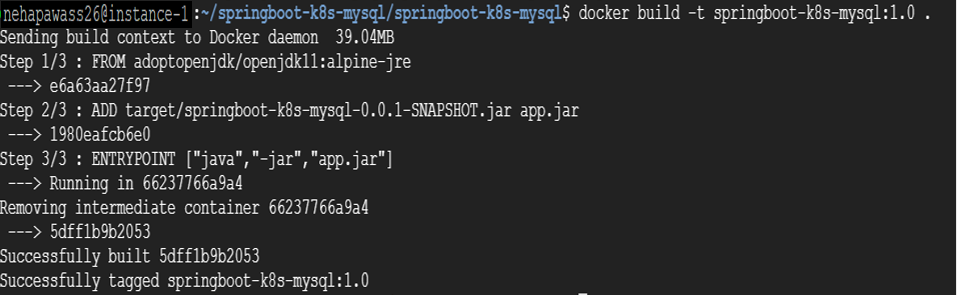 nehapawass26@instance-1:~/springboot-k8s-mysql/springboot-k8s-mysql$ docker build -t springboot-k8s-mysql:1.0 .
Sending build context to Docker daemon  39.04MB
Step 1/3 : FROM adoptopenjdk/openjdk11:alpine-jre
 ---> e6a63aa27f97
Step 2/3 : ADD target/springboot-k8s-mysql-0.0.1-SNAPSHOT.jar app.jar
 ---> 1980eafcb6e0
Step 3/3 : ENTRYPOINT ["java","-jar","app.jar"]
 ---> Running in 66237766a9a4
Removing intermediate container 66237766a9a4
 ---> 5dff1b9b2053
Successfully built 5dff1b9b2053
Successfully tagged springboot-k8s-mysql:1.0